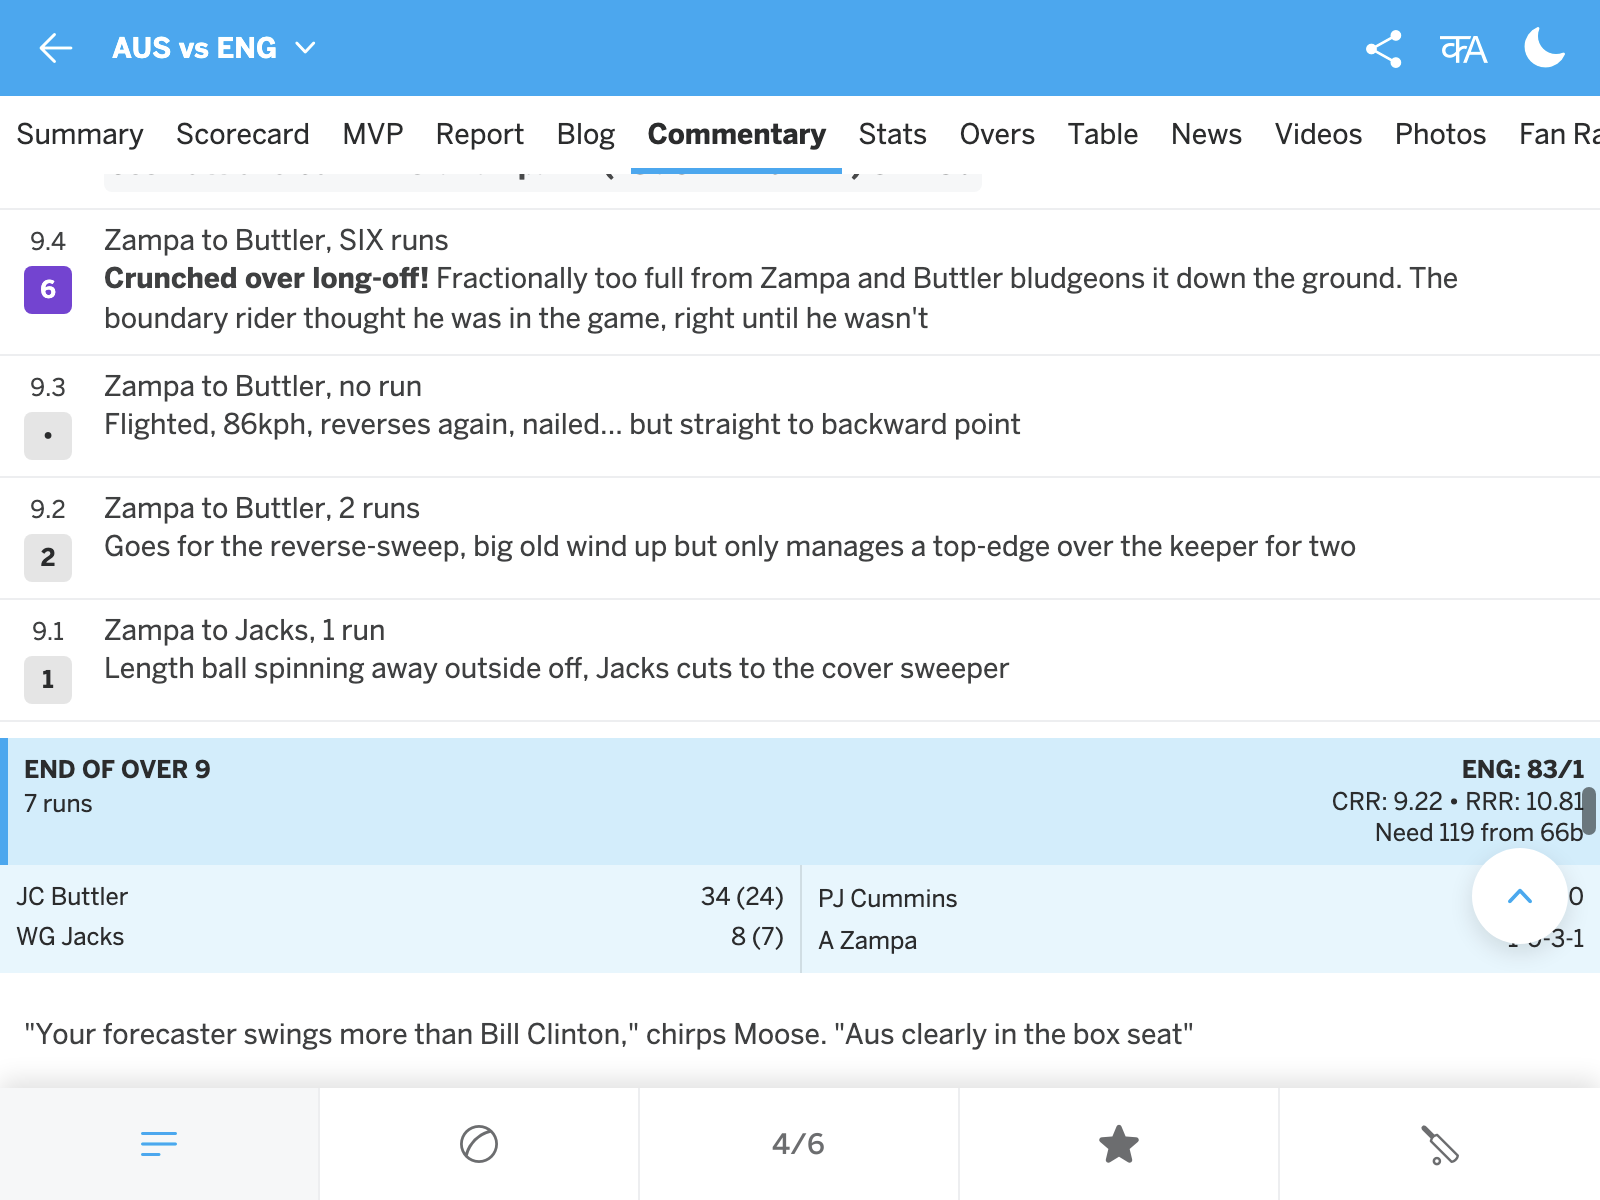 AUS vs ENG
Summary Scorecard MVP Report Blog Commentary Stats Overs Table News Videos Photos Fan Ra
9.4 Zampa to Buttler, SIX runs
6 Crunched over long-off! Fractionally too full from Zampa and Buttler bludgeons it down the ground. The
boundary rider thought he was in the game, right until he wasn't
9.3 Zampa to Buttler, no run
• Flighted, 86kph, reverses again, nailed... but straight to backward point
9.2 Zampa to Buttler, 2 runs
2 Goes for the reverse-sweep, big old wind up but only manages a top-edge over the keeper for two
9.1 Zampa to Jacks, 1 run
1 Length ball spinning away outside off, Jacks cuts to the cover sweeper
END OF OVER 9 ENG: 83/1
7 runs CRR: 9.22 • RRR: 10.81
Need 119 from 66b
JC Buttler 34 (24) PJ Cummins 0
WG Jacks 8 (7) A Zampa -3-1
"Your forecaster swings more than Bill Clinton," chirps Moose. "Aus clearly in the box seat"
4/6